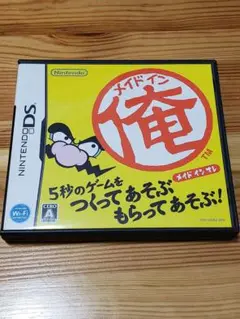 NINTENDO DS
Nintendo
メイド イン
俺
TM
メイド イン オレ
5秒のゲームを
つくって あそぶ
もらって あそぶ!
Wi-Fi
CERO
A